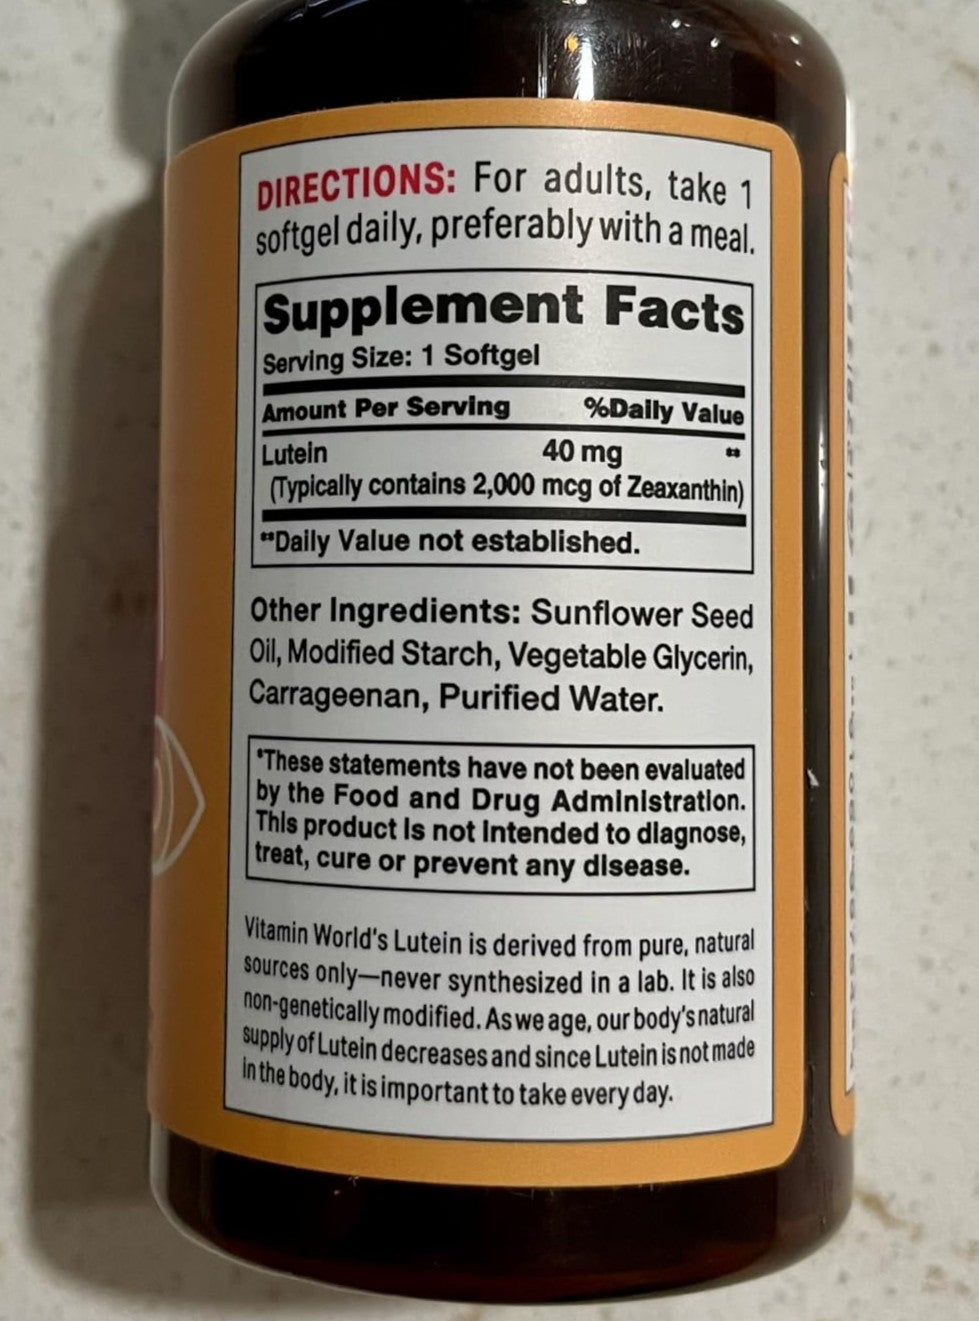 DIRECTIONS: For adults, take 1
softgel daily, preferably with a meal.
Supplement Facts
Serving Size: 1 Softgel
Amount Per Serving %Daily Value
Lutein 40 mg **
(Typically contains 2,000 mcg of Zeaxanthin)
**Daily Value not established.
Other Ingredients: Sunflower Seed
Oil, Modified Starch, Vegetable Glycerin,
Carrageenan, Purified Water.
*These statements have not been evaluated
by the Food and Drug Administration.
This product is not intended to diagnose,
treat, cure or prevent any disease.
Vitamin World's Lutein is derived from pure, natural
sources only—never synthesized in a lab. It is also
non-genetically modified. As we age, our body's natural
supply of Lutein decreases and since Lutein is not made
in the body, it is important to take every day.